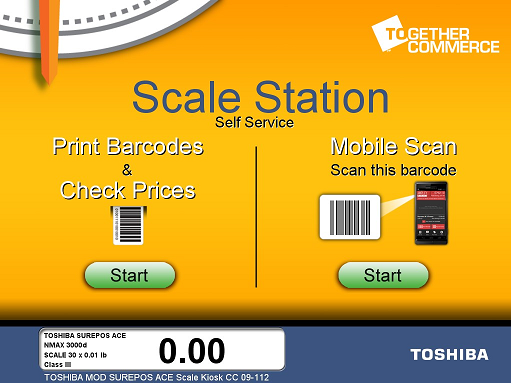 TOGETHER
COMMERCE
Scale Station
Self Service
Print Barcodes
&
Check Prices
Start
Mobile Scan
Scan this barcode
Start
TOSHIBA SUREPOS ACE
NMAX 3000d
SCALE 30 x 0.01 lb
Class III
0.00
TOSHIBA
TOSHIBA MOD SUREPOS ACE Scale Kiosk CC 09-112